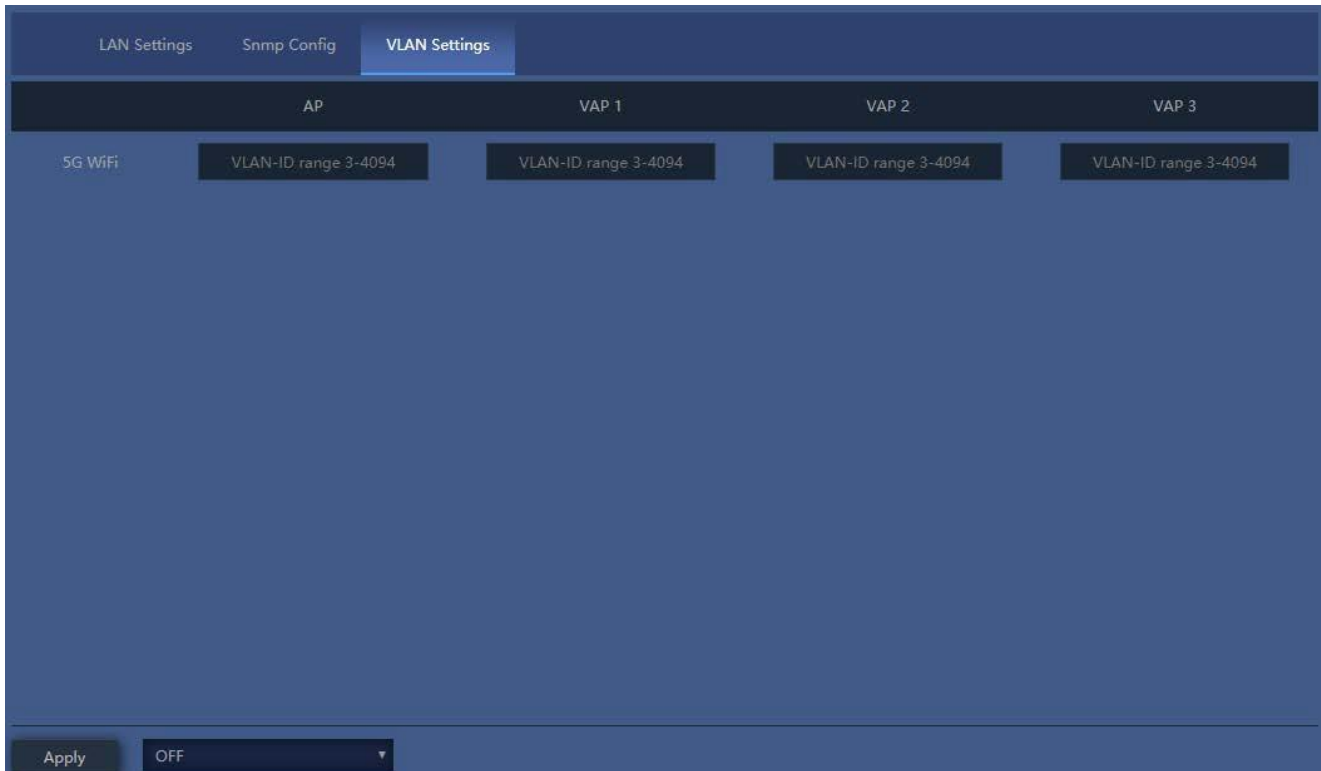 LAN Settings Snmp Config VLAN Settings
AP VAP 1 VAP 2 VAP 3
5G WiFi VLAN-ID range 3-4094 VLAN-ID range 3-4094 VLAN-ID range 3-4094 VLAN-ID range 3-4094
Apply OFF